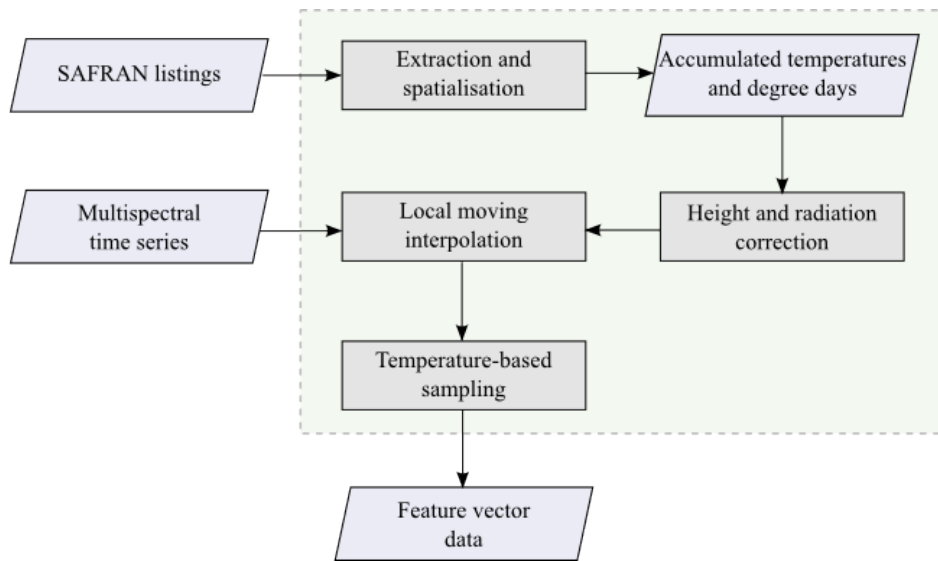 SAFRAN listings
Extraction and
spatialisation
Accumulated temperatures
and degree days
Multispectral
time series
Local moving
interpolation
Height and radiation
correction
Temperature-based
sampling
Feature vector
data